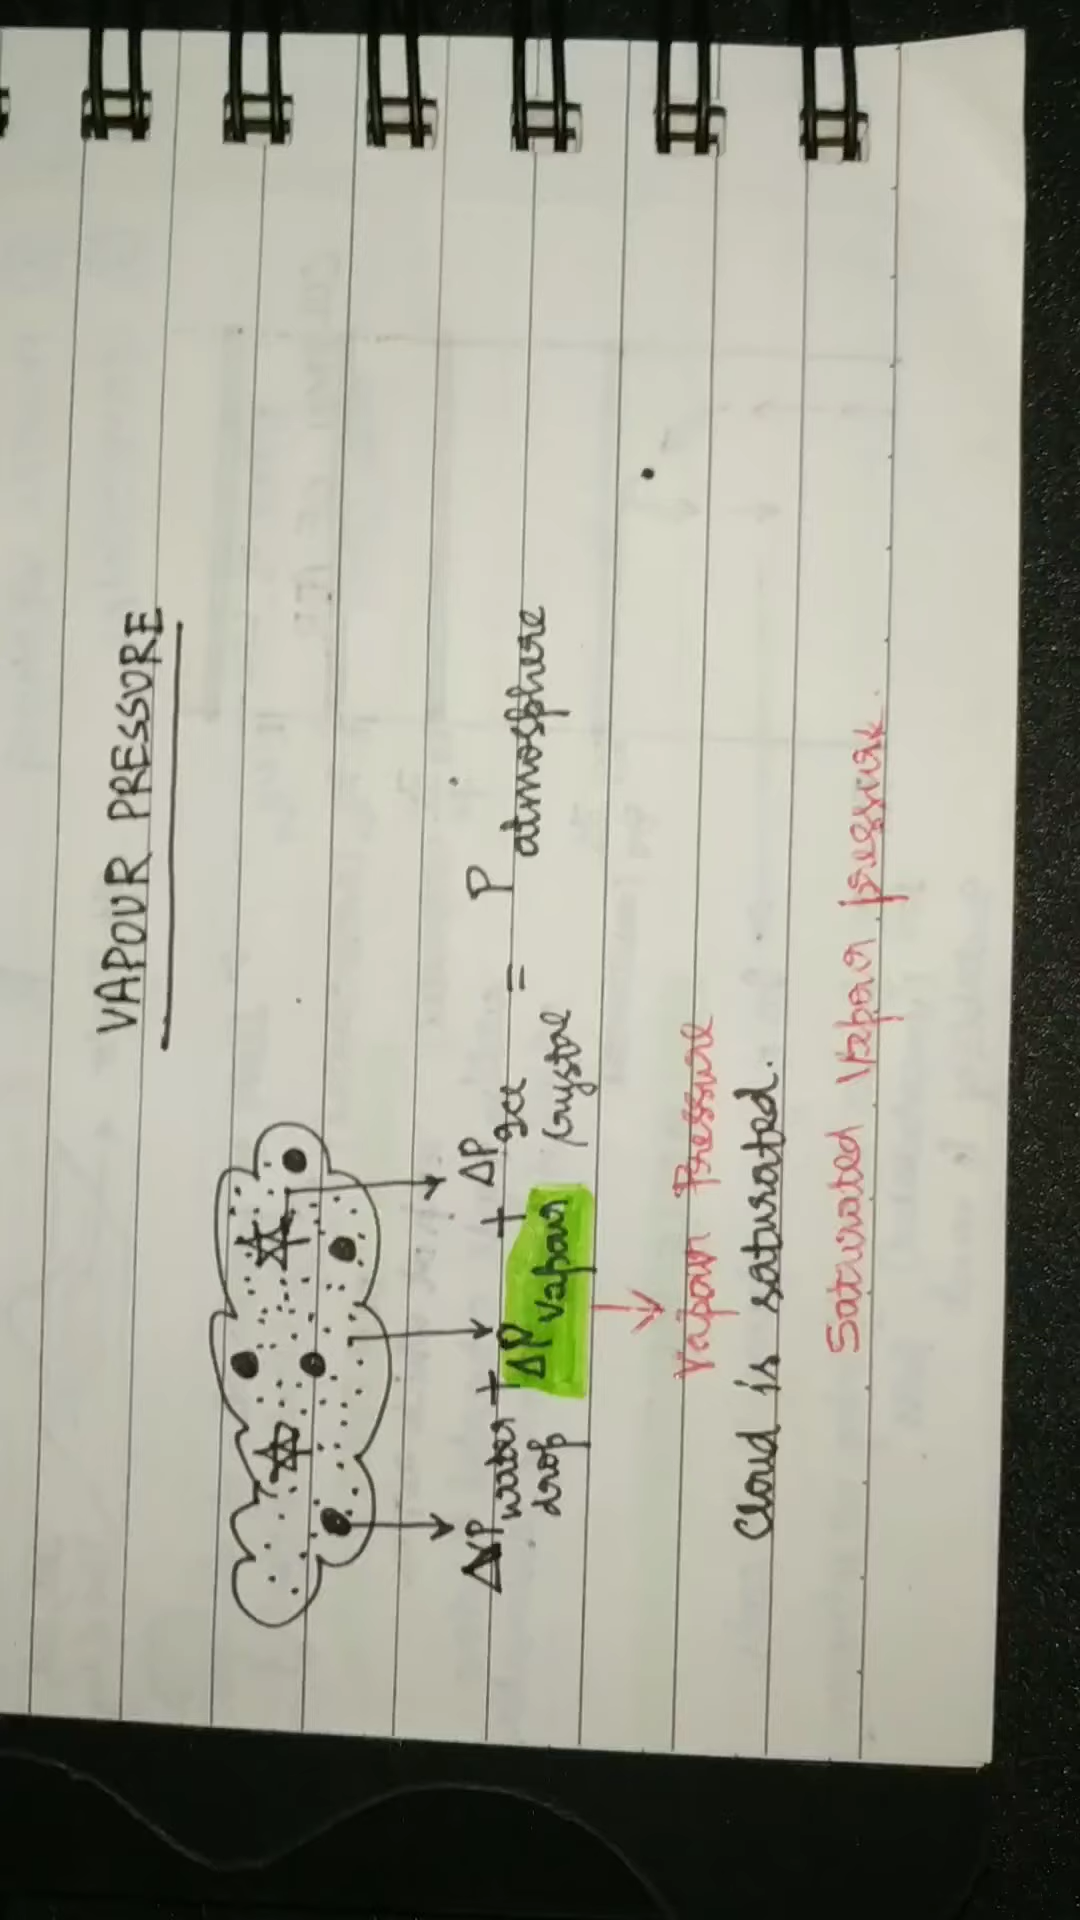 VAPOUR PRESSURE
ΔP water drop + ΔP vapour + ΔP Ice Crystal = P atmosphere
Vapour Pressure
Cloud is saturated.
Saturated Vapour pressure.